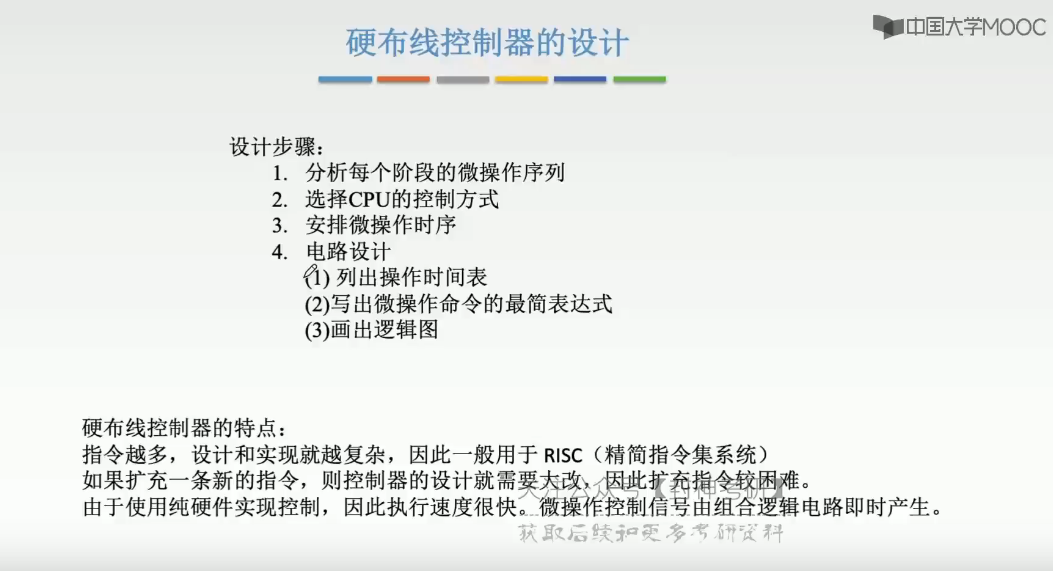 中国大学MOOC
硬布线控制器的设计
设计步骤：
1. 分析每个阶段的微操作序列
2. 选择CPU的控制方式
3. 安排微操作时序
4. 电路设计
(1) 列出操作时间表
(2)写出微操作命令的最简表达式
(3)画出逻辑图
硬布线控制器的特点：
指令越多，设计和实现就越复杂，因此一般用于 RISC（精简指令集系统）
如果扩充一条新的指令，则控制器的设计就需要大改，因此扩充指令较困难。
关注公众号【封神考研】
由于使用纯硬件实现控制，因此执行速度很快。微操作控制信号由组合逻辑电路即时产生。
获取后续和更多考研资料